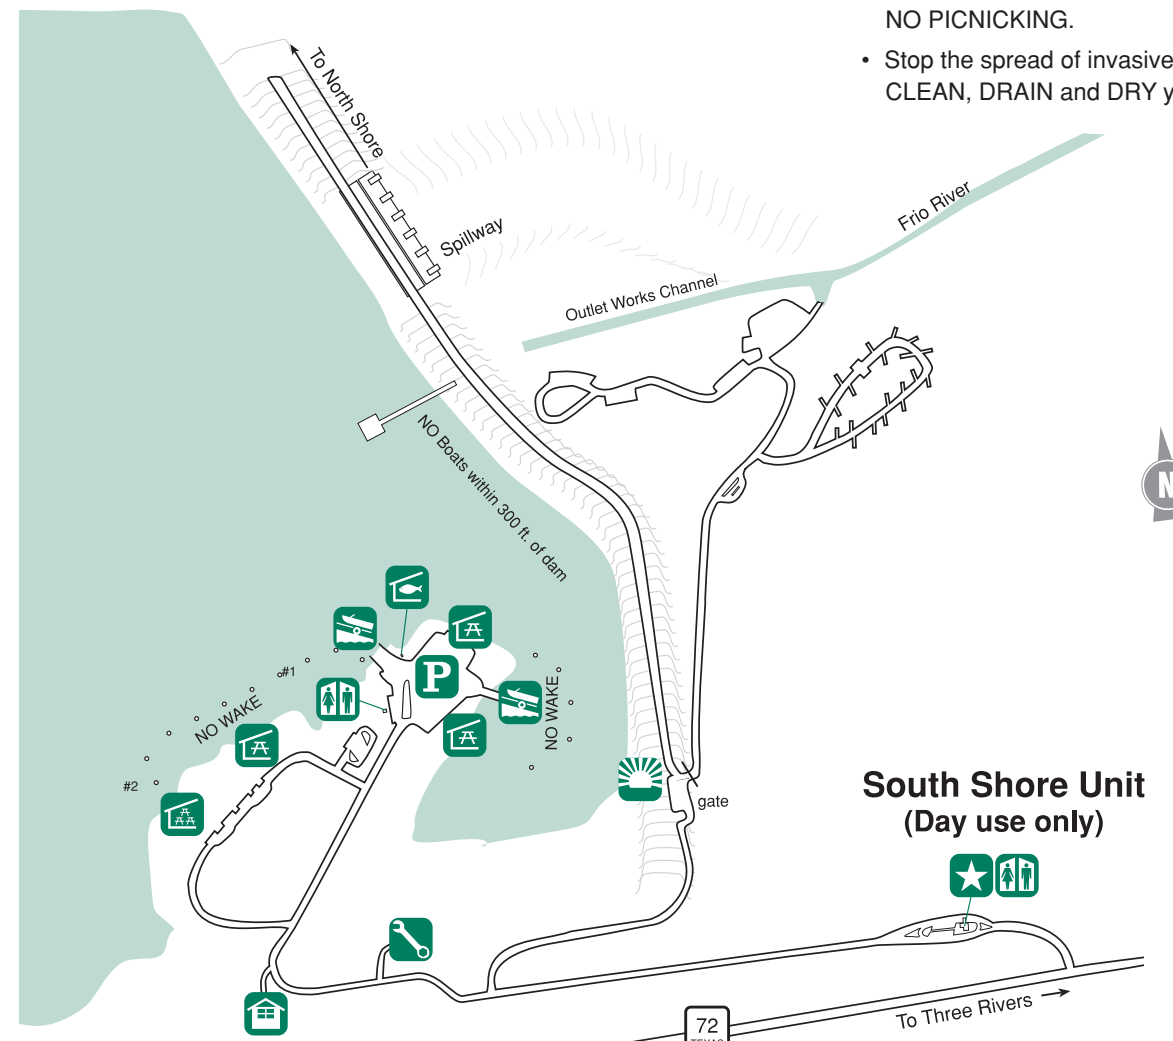 NO PICNICKING.
• Stop the spread of invasive
CLEAN, DRAIN and DRY y
To North Shore
Spillway
Frio River
Outlet Works Channel
N
NO Boats within 300 ft. of dam
#1
NO WAKE
#2
P
NO WAKE
gate
South Shore Unit
(Day use only)
To Three Rivers
72
TEXAS